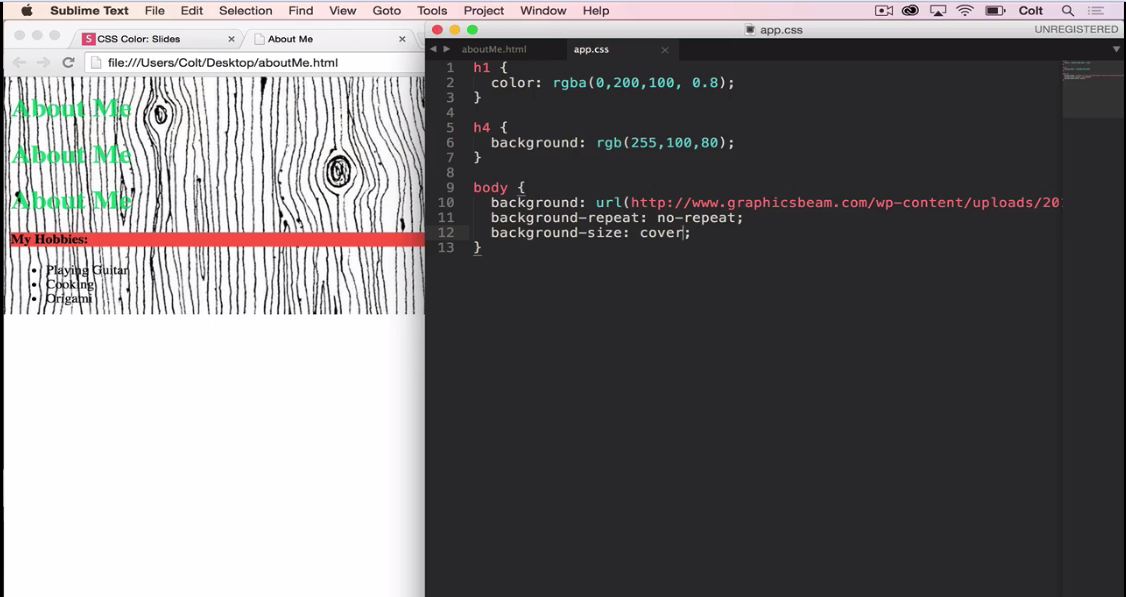 Sublime Text File Edit Selection Find View Goto Tools Project Window Help Colt
CSS Color: Slides
About Me
file:///Users/Colt/Desktop/aboutMe.html
About Me
About Me
About Me
My Hobbies:
Playing Guitar
Cooking
Origami
app.css
UNREGISTERED
aboutMe.html
app.css
1 h1 {
2 color: rgba(0,200,100, 0.8);
3 }
4
5 h4 {
6 background: rgb(255,100,80);
7 }
8
9 body {
10 background: url(http://www.graphicsbeam.com/wp-content/uploads/20
11 background-repeat: no-repeat;
12 background-size: cover;
13 }